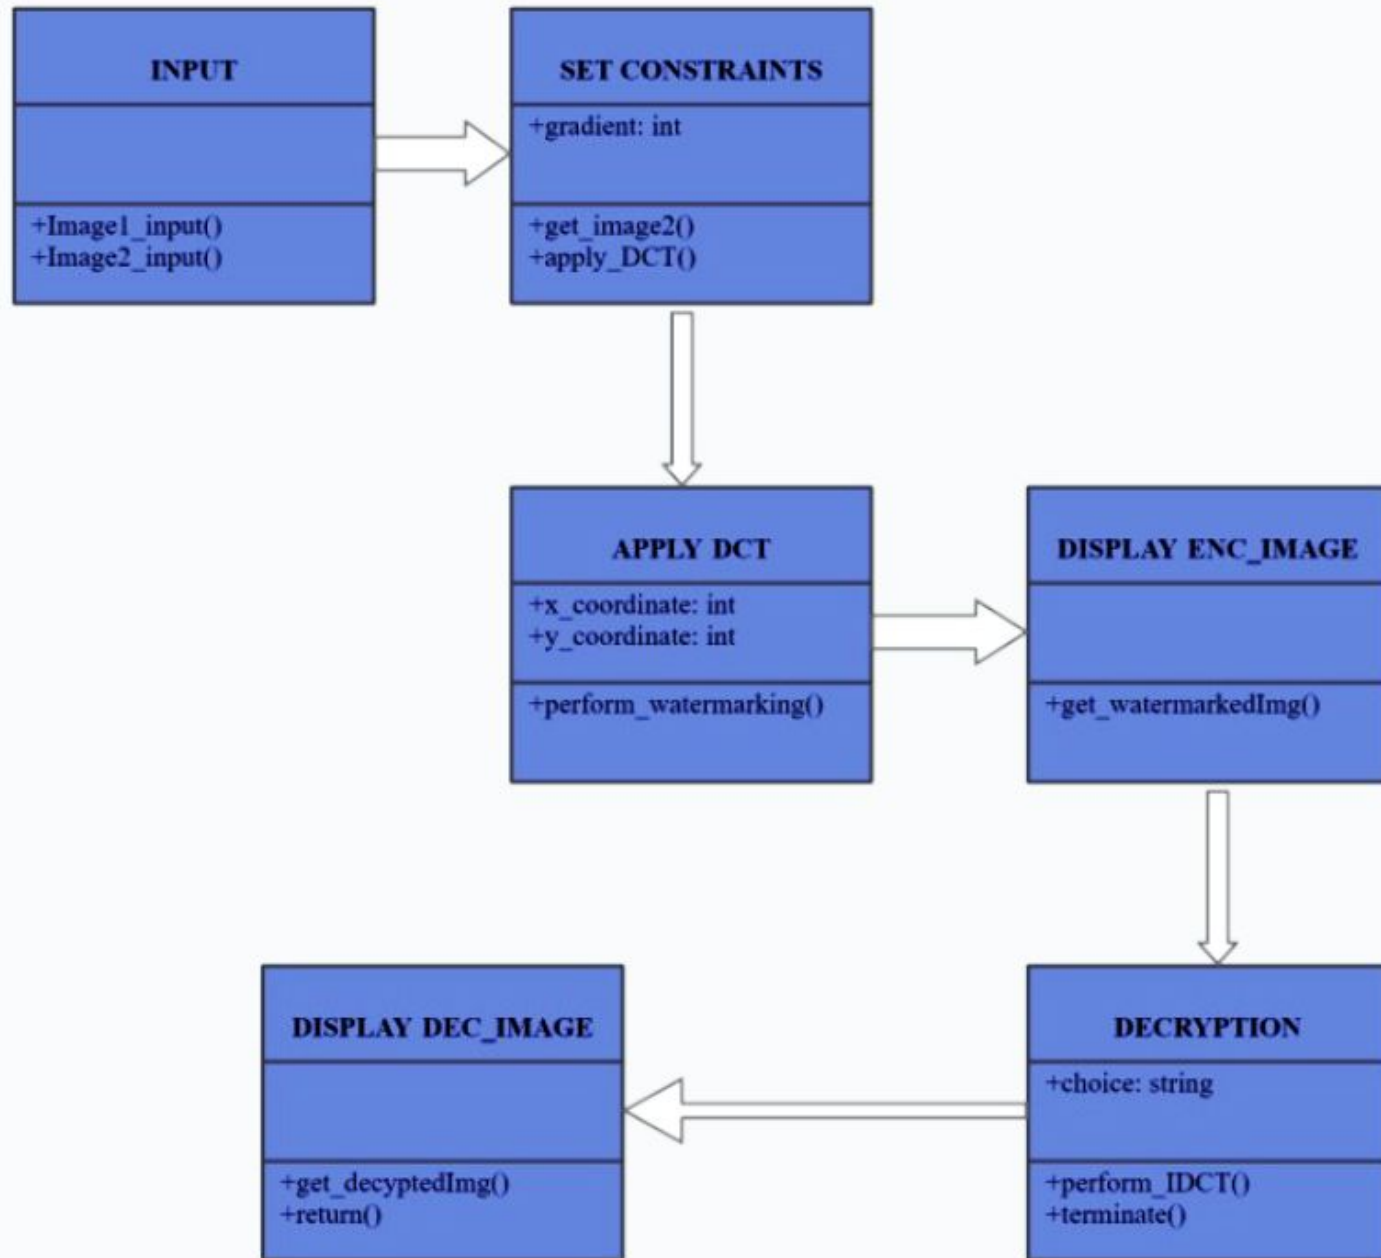 INPUT
+Image1_input()
+Image2_input()
SET CONSTRAINTS
+gradient: int
+get_image2()
+apply_DCT()
APPLY DCT
+x_coordinate: int
+y_coordinate: int
+perform_watermarking()
DISPLAY ENC_IMAGE
+get_watermarkedImg()
DECRYPTION
+choice: string
+perform_IDCT()
+terminate()
DISPLAY DEC_IMAGE
+get_decyptedImg()
+return()